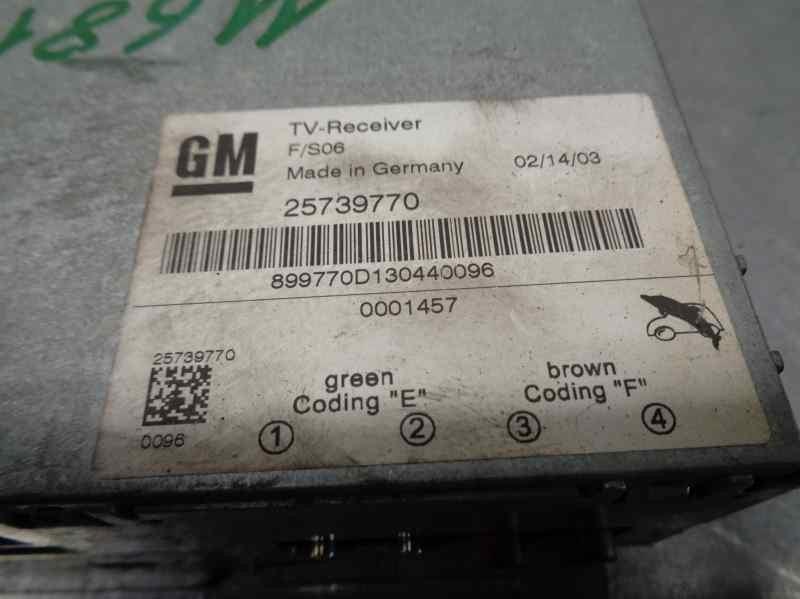 GM
TV-Receiver
F/S06
Made in Germany 02/14/03
25739770
899770D130440096
0001457
25739770
0096
green
Coding "E"
brown
Coding "F"
1 2 3 4